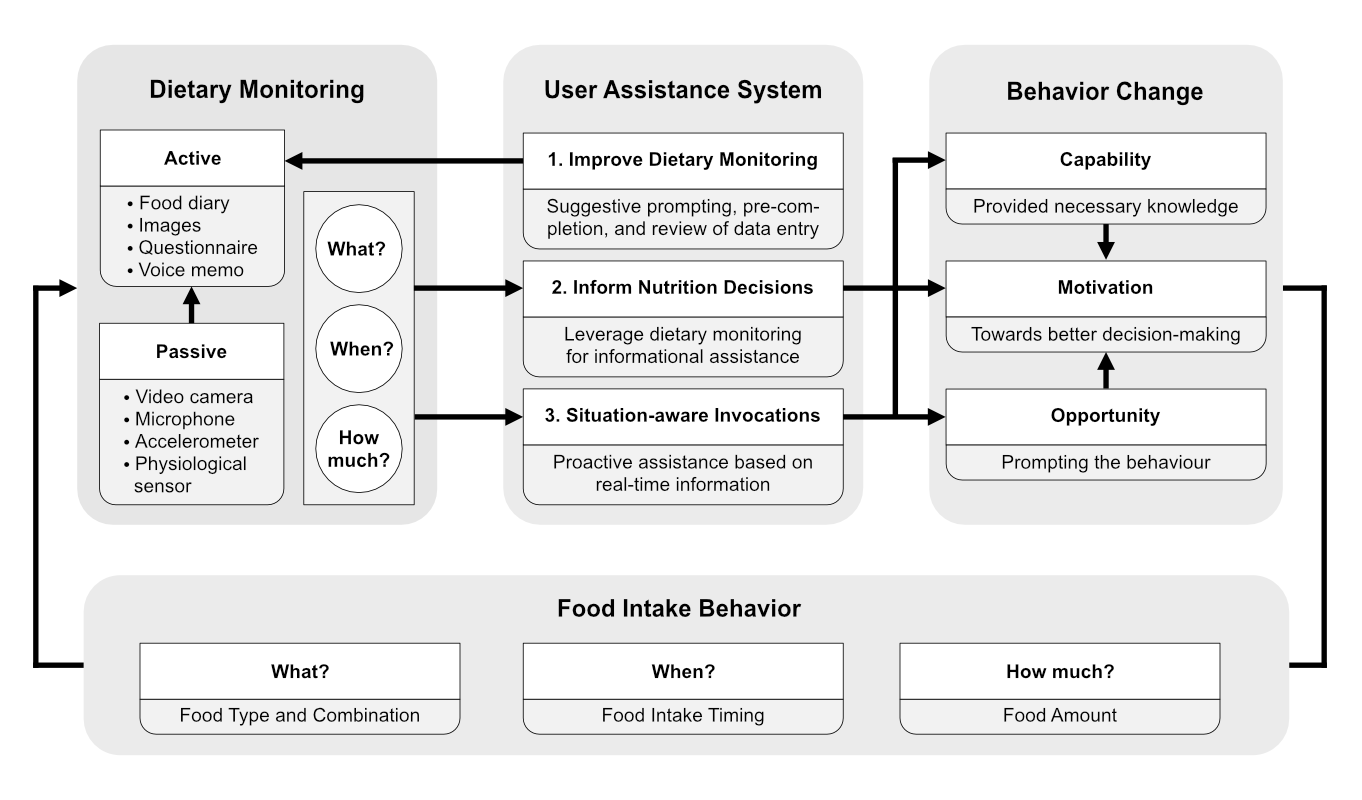 Dietary Monitoring
Active
• Food diary
• Images
• Questionnaire
• Voice memo
Passive
• Video camera
• Microphone
• Accelerometer
• Physiological
sensor
What?
When?
How
much?
User Assistance System
1. Improve Dietary Monitoring
Suggestive prompting, pre-com-
pletion, and review of data entry
2. Inform Nutrition Decisions
Leverage dietary monitoring
for informational assistance
3. Situation-aware Invocations
Proactive assistance based on
real-time information
Behavior Change
Capability
Provided necessary knowledge
Motivation
Towards better decision-making
Opportunity
Prompting the behaviour
Food Intake Behavior
What?
Food Type and Combination
When?
Food Intake Timing
How much?
Food Amount